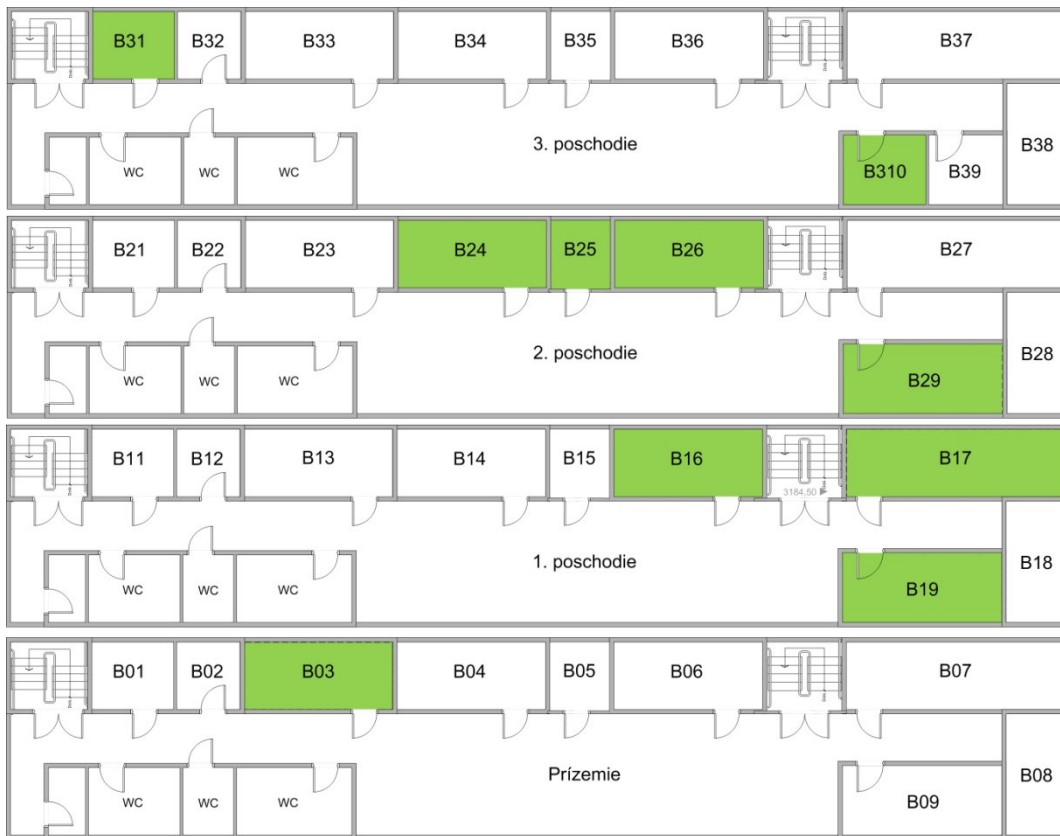 B31 B32 B33 B34 B35 B36 B37
3. poschodie
B38
WC WC WC
B310 B39
B21 B22 B23 B24 B25 B26 B27
2. poschodie
B28
WC WC WC
B29
B11 B12 B13 B14 B15 B16 B17
3184,50
1. poschodie
B18
WC WC WC
B19
B01 B02 B03 B04 B05 B06 B07
Prízemie
B08
WC WC WC
B09